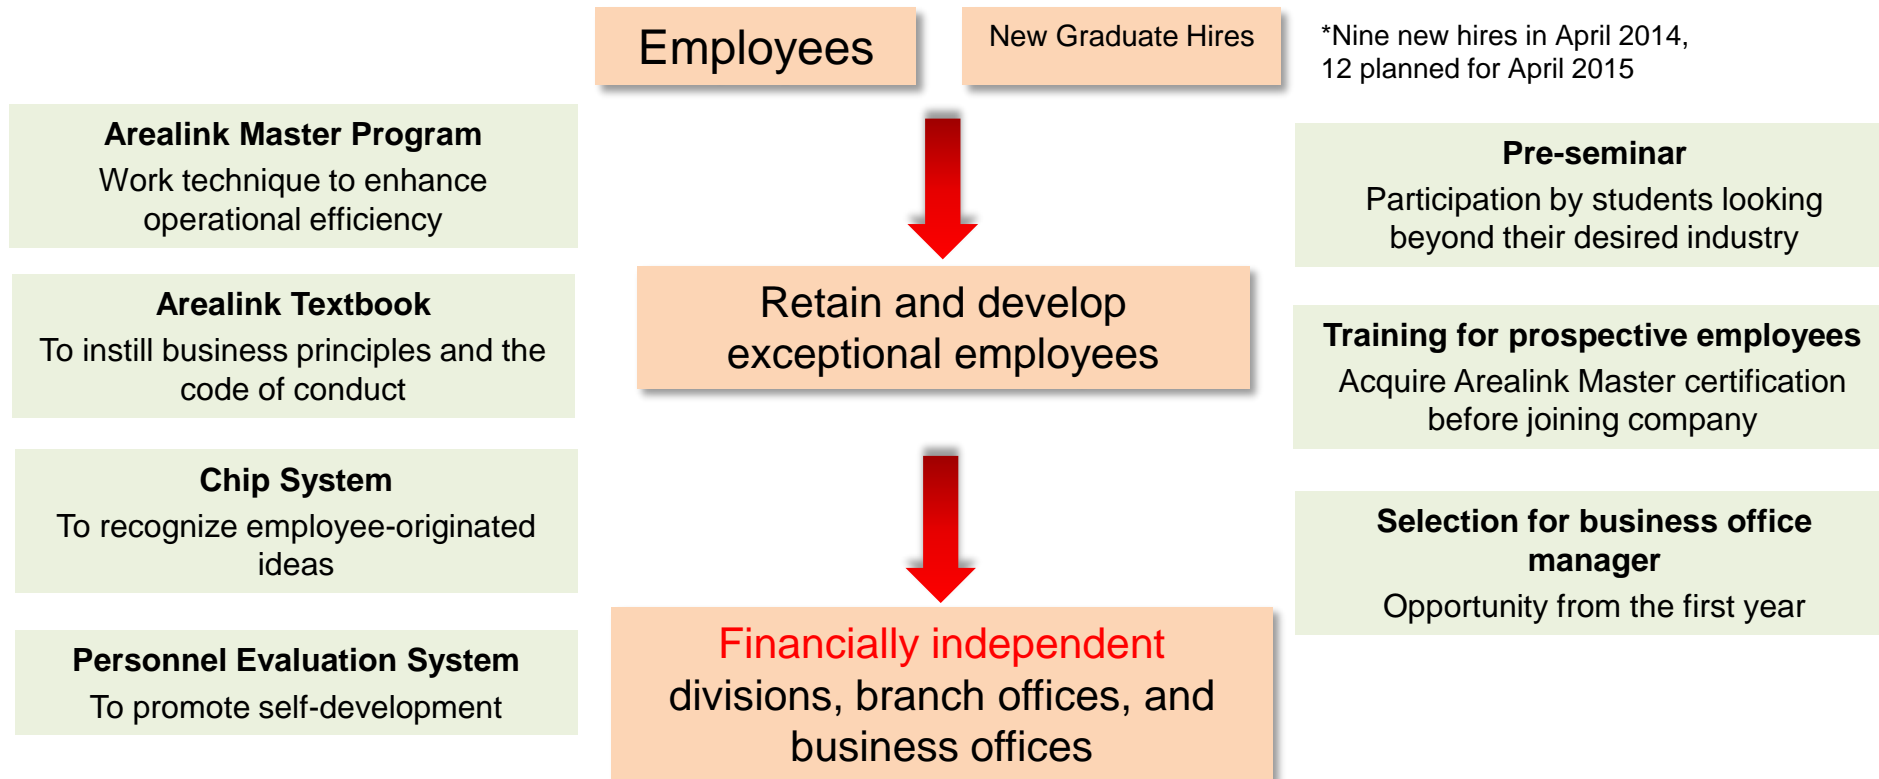 Employees
New Graduate Hires
*Nine new hires in April 2014,
12 planned for April 2015
Arealink Master Program
Work technique to enhance
operational efficiency
Arealink Textbook
To instill business principles and the
code of conduct
Chip System
To recognize employee-originated
ideas
Personnel Evaluation System
To promote self-development
Retain and develop
exceptional employees
Financially independent
divisions, branch offices, and
business offices
Pre-seminar
Participation by students looking
beyond their desired industry
Training for prospective employees
Acquire Arealink Master certification
before joining company
Selection for business office
manager
Opportunity from the first year